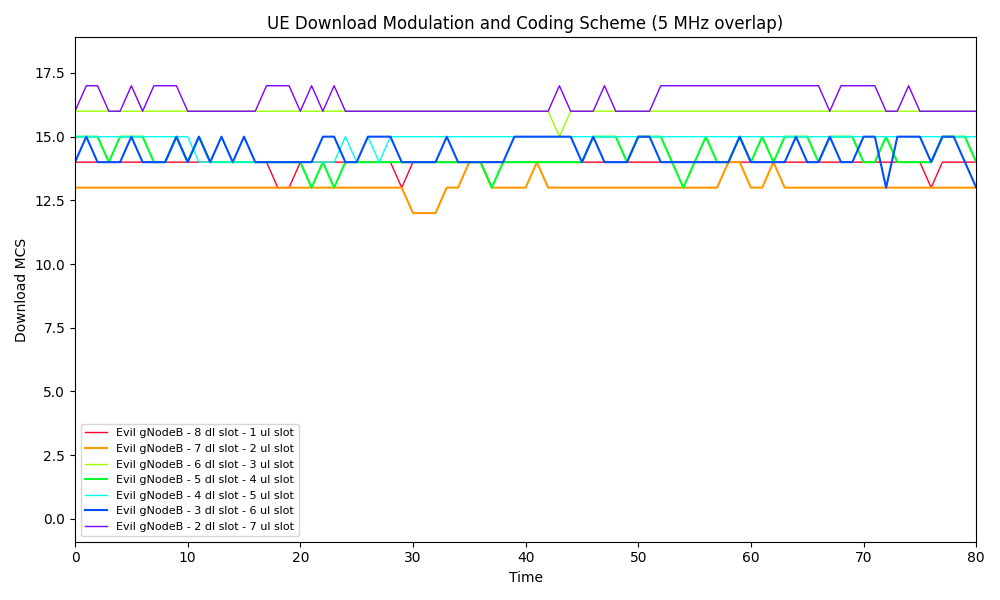 UE Download Modulation and Coding Scheme (5 MHz overlap)
Download MCS
17.5
15.0
12.5
10.0
7.5
5.0
2.5
0.0
Evil gNodeB - 8 dl slot - 1 ul slot
Evil gNodeB - 7 dl slot - 2 ul slot
Evil gNodeB - 6 dl slot - 3 ul slot
Evil gNodeB - 5 dl slot - 4 ul slot
Evil gNodeB - 4 dl slot - 5 ul slot
Evil gNodeB - 3 dl slot - 6 ul slot
Evil gNodeB - 2 dl slot - 7 ul slot
0 10 20 30 40 50 60 70 80
Time